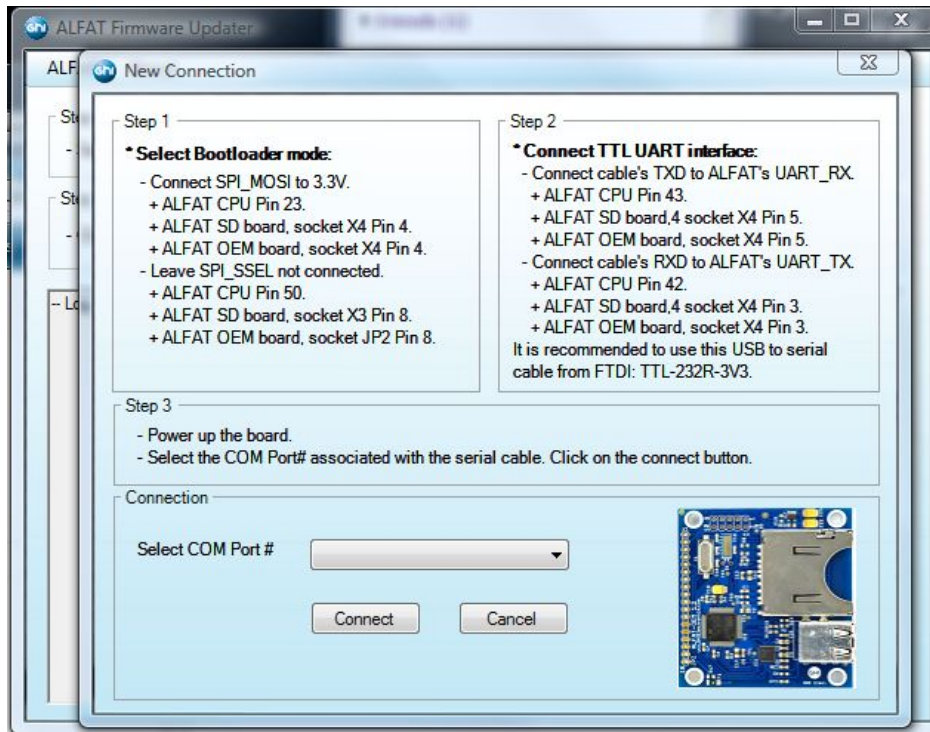 GHI ALFAT Firmware Updater
ALF
GHI New Connection
Step 1
* Select Bootloader mode:
- Connect SPI_MOSI to 3.3V.
+ ALFAT CPU Pin 23.
+ ALFAT SD board, socket X4 Pin 4.
+ ALFAT OEM board, socket X4 Pin 4.
- Leave SPI_SSEL not connected.
+ ALFAT CPU Pin 50.
+ ALFAT SD board, socket X3 Pin 8.
+ ALFAT OEM board, socket JP2 Pin 8.
Step 2
* Connect TTL UART interface:
- Connect cable's TXD to ALFAT's UART_RX.
+ ALFAT CPU Pin 43.
+ ALFAT SD board,4 socket X4 Pin 5.
+ ALFAT OEM board, socket X4 Pin 5.
- Connect cable's RXD to ALFAT's UART_TX.
+ ALFAT CPU Pin 42.
+ ALFAT SD board,4 socket X4 Pin 3.
+ ALFAT OEM board, socket X4 Pin 3.
It is recommended to use this USB to serial
cable from FTDI: TTL-232R-3V3.
Step 3
- Power up the board.
- Select the COM Port# associated with the serial cable. Click on the connect button.
Connection
Select COM Port #
Connect Cancel